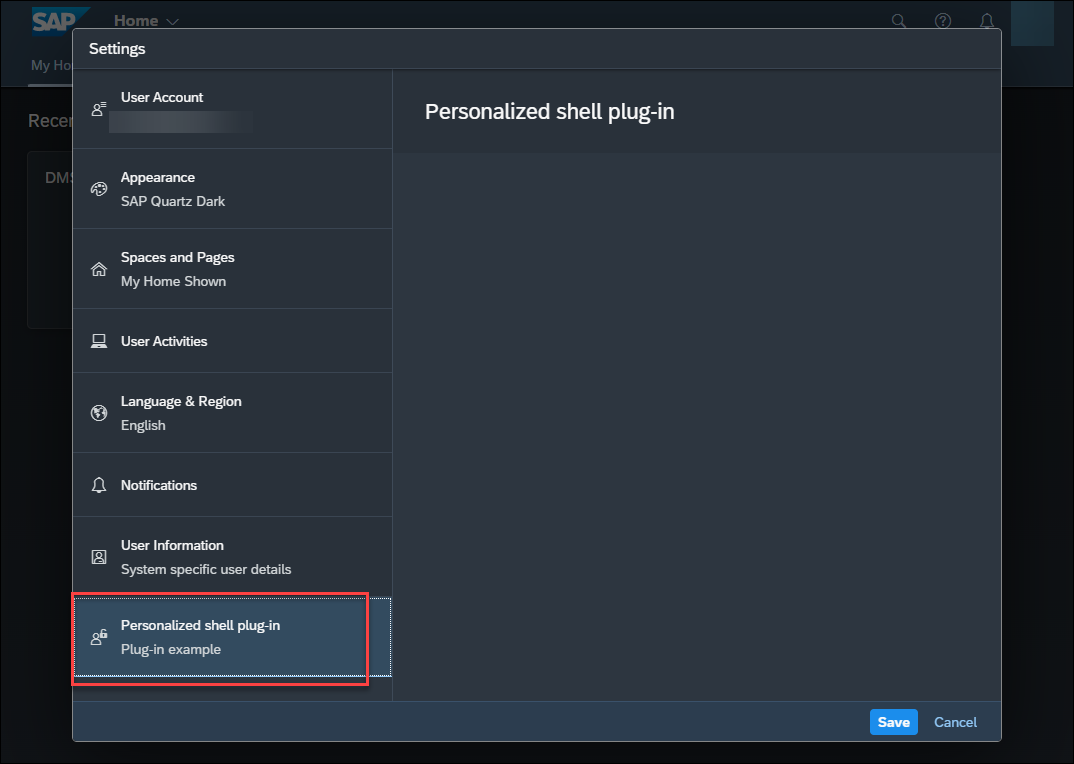 SAP Home
My Ho
Recer
DMS
Settings
User Account
Appearance
SAP Quartz Dark
Spaces and Pages
My Home Shown
User Activities
Language & Region
English
Notifications
User Information
System specific user details
Personalized shell plug-in
Plug-in example
Personalized shell plug-in
Save Cancel